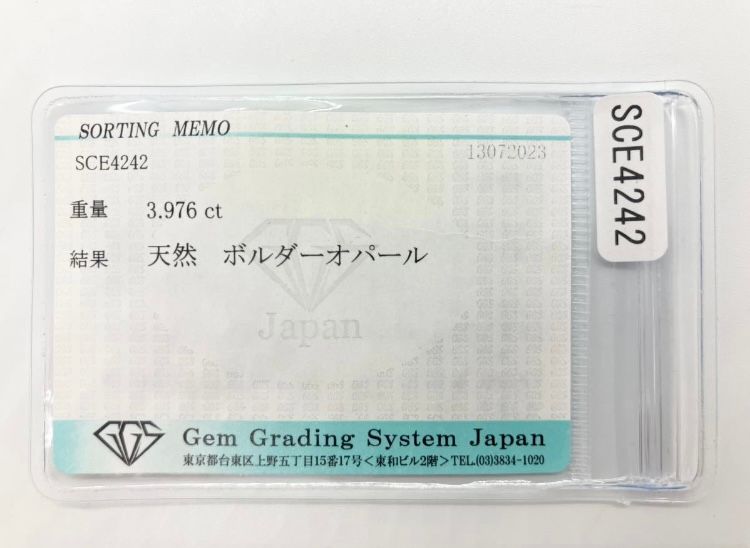 SORTING MEMO
SCE4242
13072023
重量 3.976 ct
結果 天然 ボルダーオパール
GGS
Japan
GGS
Gem Grading System Japan
東京都台東区上野五丁目15番17号＜東和ビル2階＞TEL.(03)3834-1020
SCE4242